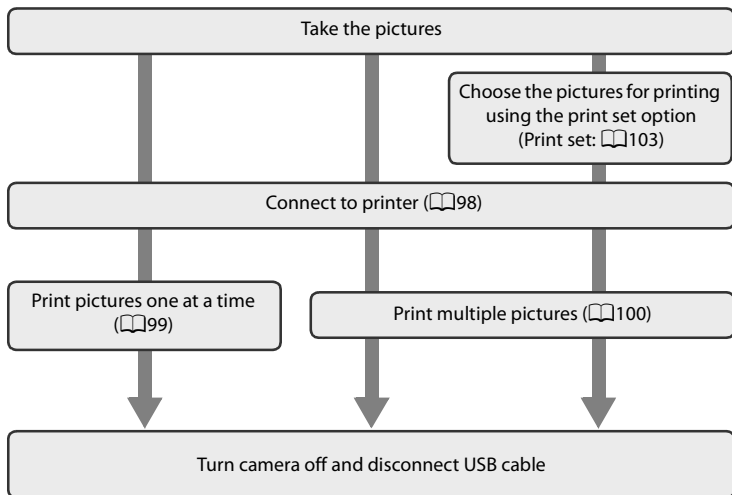 Take the pictures
Choose the pictures for printing
using the print set option
(Print set: 📖103)
Connect to printer (📖98)
Print pictures one at a time
(📖99)
Print multiple pictures (📖100)
Turn camera off and disconnect USB cable